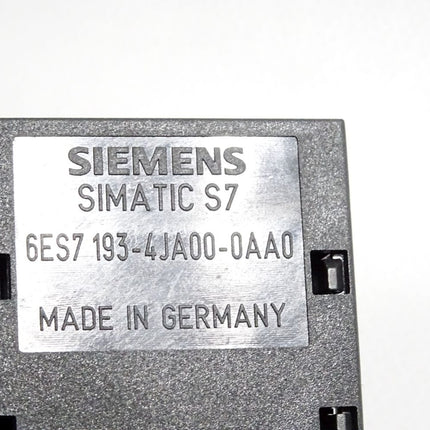 SIEMENS
SIMATIC S7
6ES7 193-4JA00-0AA0
MADE IN GERMANY